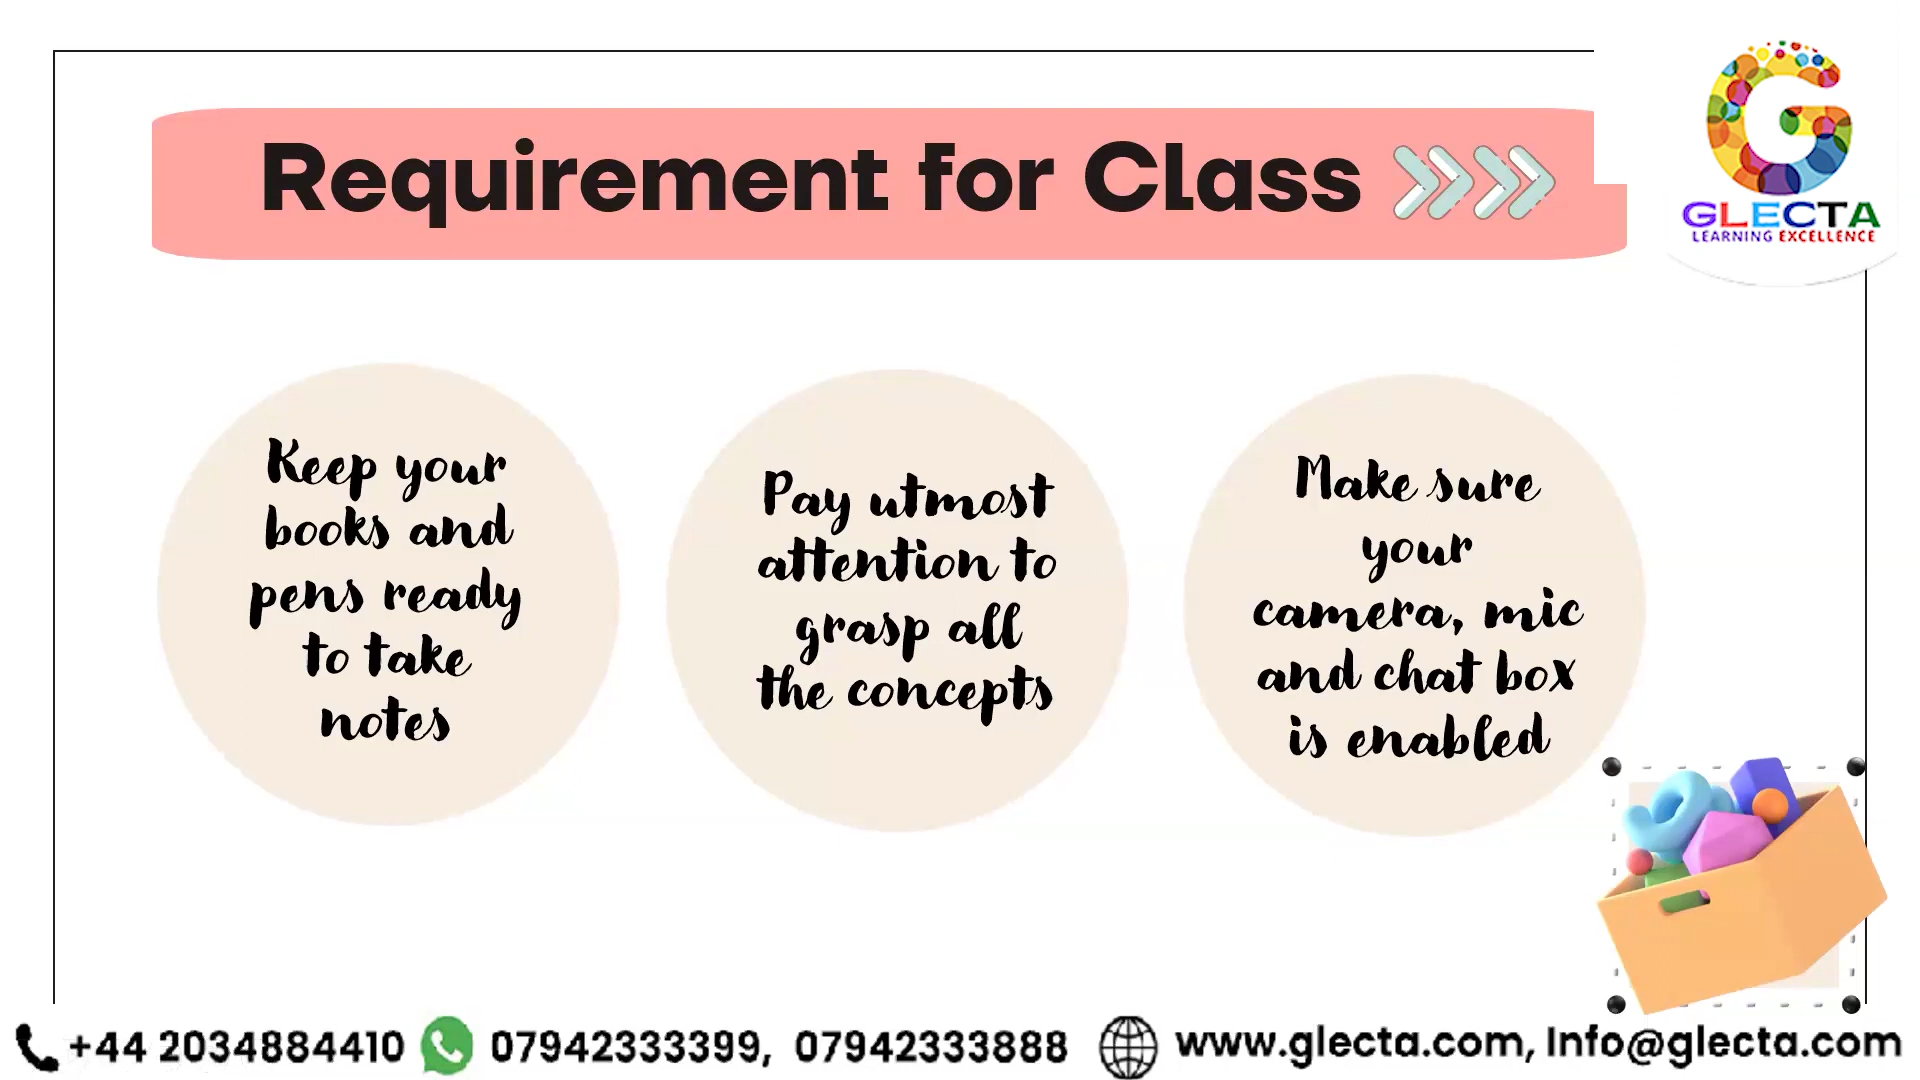 Requirement for Class
GLECTA
LEARNING EXCELLENCE
Keep your
books and
pens ready
to take
notes
Pay utmost
attention to
grasp all
the concepts
Make sure
your
camera, mic
and chat box
is enabled
+44 2034884410 07942333399, 07942333888 www.glecta.com, Info@glecta.com